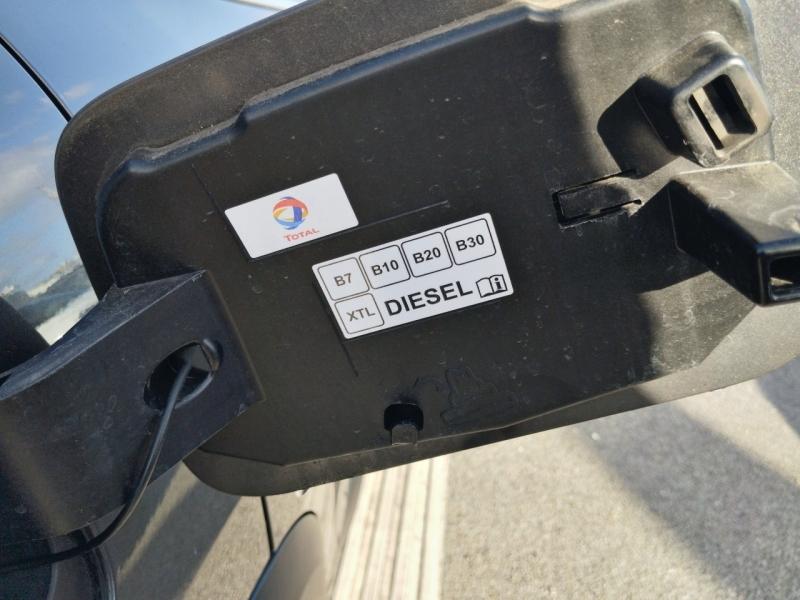 TOTAL
B7 B10 B20 B30
XTL DIESEL i